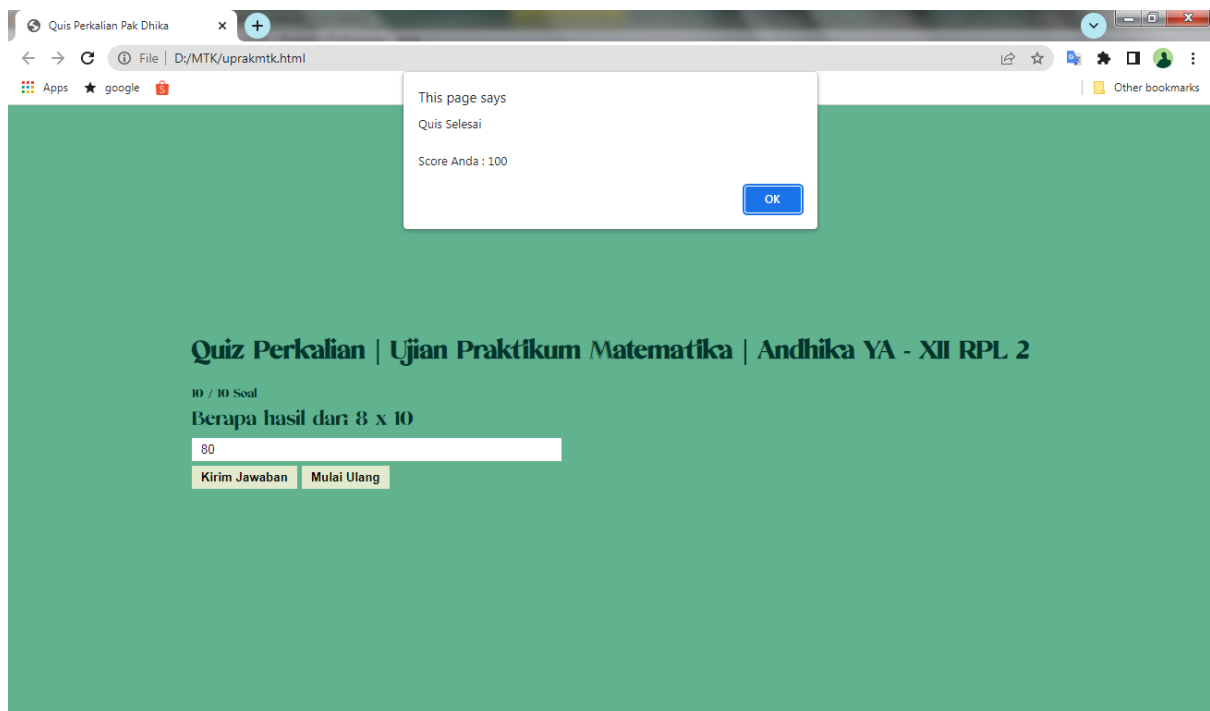 Quis Perkalian Pak Dhika
File | D:/MTK/uprakmtk.html
Apps google Other bookmarks
This page says
Quis Selesai
Score Anda : 100
OK
Quiz Perkalian | Ujian Praktikum Matematika | Andhika YA - XII RPL 2
10 / 10 Soal
Berapa hasil dari 8 x 10
80
Kirim Jawaban Mulai Ulang